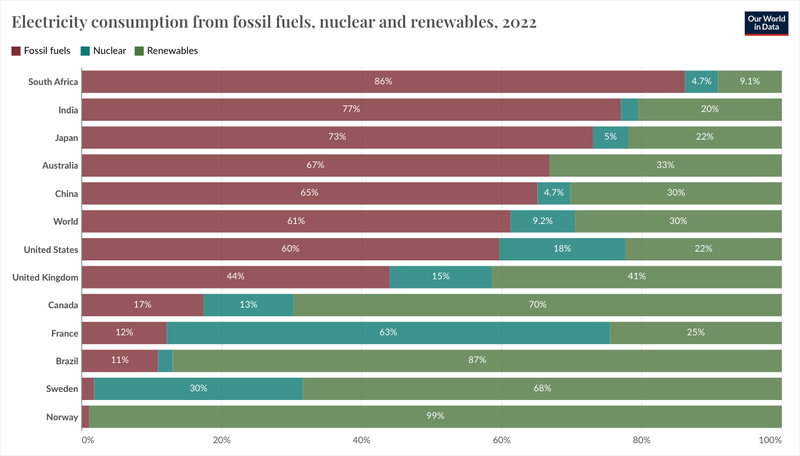 Electricity consumption from fossil fuels, nuclear and renewables, 2022
Our World
in Data
Fossil fuels Nuclear Renewables
South Africa 86% 4.7% 9.1%
India 77% 20%
Japan 73% 5% 22%
Australia 67% 33%
China 65% 4.7% 30%
World 61% 9.2% 30%
United States 60% 18% 22%
United Kingdom 44% 15% 41%
Canada 17% 13% 70%
France 12% 63% 25%
Brazil 11% 87%
Sweden 30% 68%
Norway 99%
0% 20% 40% 60% 80% 100%